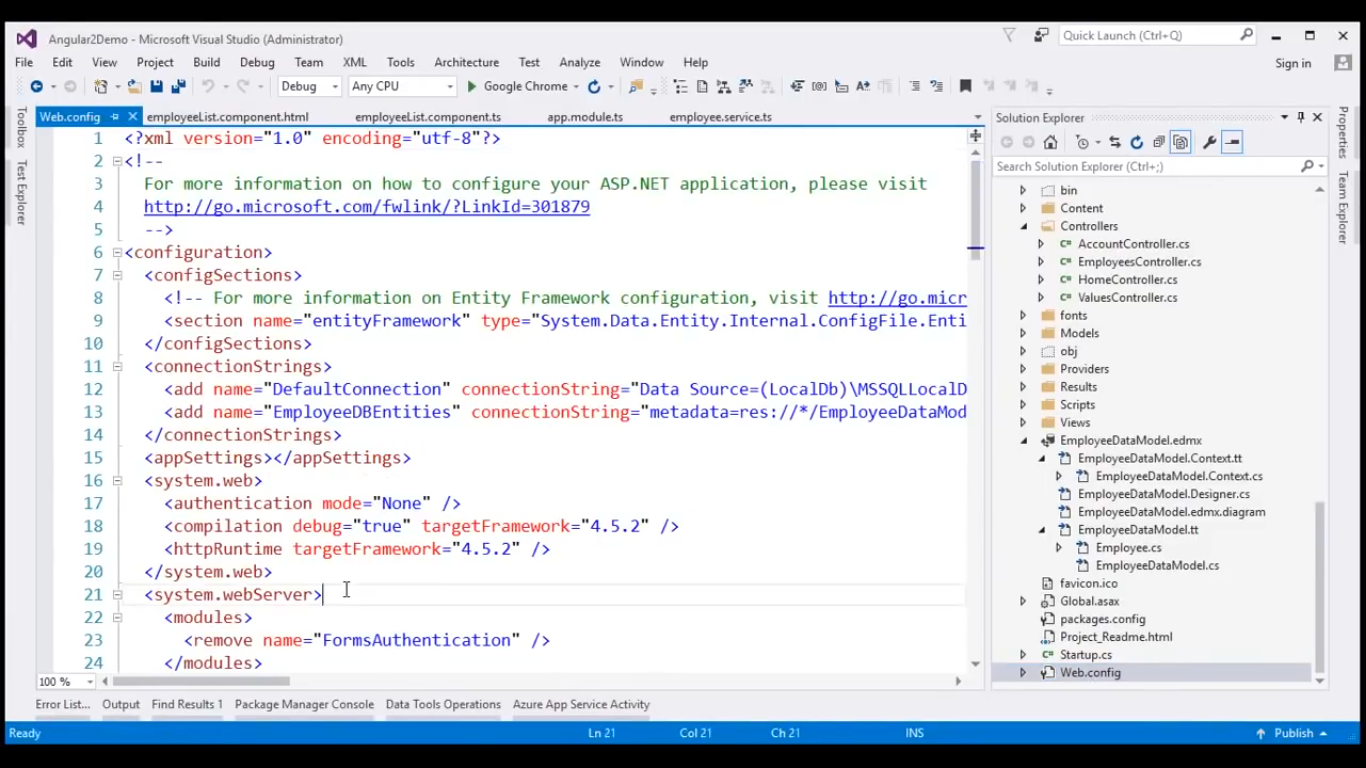 Angular2Demo - Microsoft Visual Studio (Administrator)
Quick Launch (Ctrl+Q)
File Edit View Project Build Debug Team XML Tools Architecture Test Analyze Window Help
Sign in
Debug Any CPU Google Chrome
Toolbox
Test Explorer
Web.config employeeList.component.html employeeList.component.ts app.module.ts employee.service.ts
1 <?xml version="1.0" encoding="utf-8"?>
2 <!--
3 For more information on how to configure your ASP.NET application, please visit
4 http://go.microsoft.com/fwlink/?LinkId=301879
5 -->
6 <configuration>
7 <configSections>
8 <!-- For more information on Entity Framework configuration, visit http://go.micr
9 <section name="entityFramework" type="System.Data.Entity.Internal.ConfigFile.Enti
10 </configSections>
11 <connectionStrings>
12 <add name="DefaultConnection" connectionString="Data Source=(LocalDb)\MSSQLLocalD
13 <add name="EmployeeDBEntities" connectionString="metadata=res://*/EmployeeDataMod
14 </connectionStrings>
15 <appSettings></appSettings>
16 <system.web>
17 <authentication mode="None" />
18 <compilation debug="true" targetFramework="4.5.2" />
19 <httpRuntime targetFramework="4.5.2" />
20 </system.web>
21 <system.webServer>
22 <modules>
23 <remove name="FormsAuthentication" />
24 </modules>
100 %
Solution Explorer
Search Solution Explorer (Ctrl+;)
bin
Content
Controllers
AccountController.cs
EmployeesController.cs
HomeController.cs
ValuesController.cs
fonts
Models
obj
Providers
Results
Scripts
Views
EmployeeDataModel.edmx
EmployeeDataModel.Context.tt
EmployeeDataModel.Context.cs
EmployeeDataModel.Designer.cs
EmployeeDataModel.edmx.diagram
EmployeeDataModel.tt
Employee.cs
EmployeeDataModel.cs
favicon.ico
Global.asax
packages.config
Project_Readme.html
Startup.cs
Web.config
Properties
Team Explorer
Error List... Output Find Results 1 Package Manager Console Data Tools Operations Azure App Service Activity
Ready Ln 21 Col 21 Ch 21 INS Publish